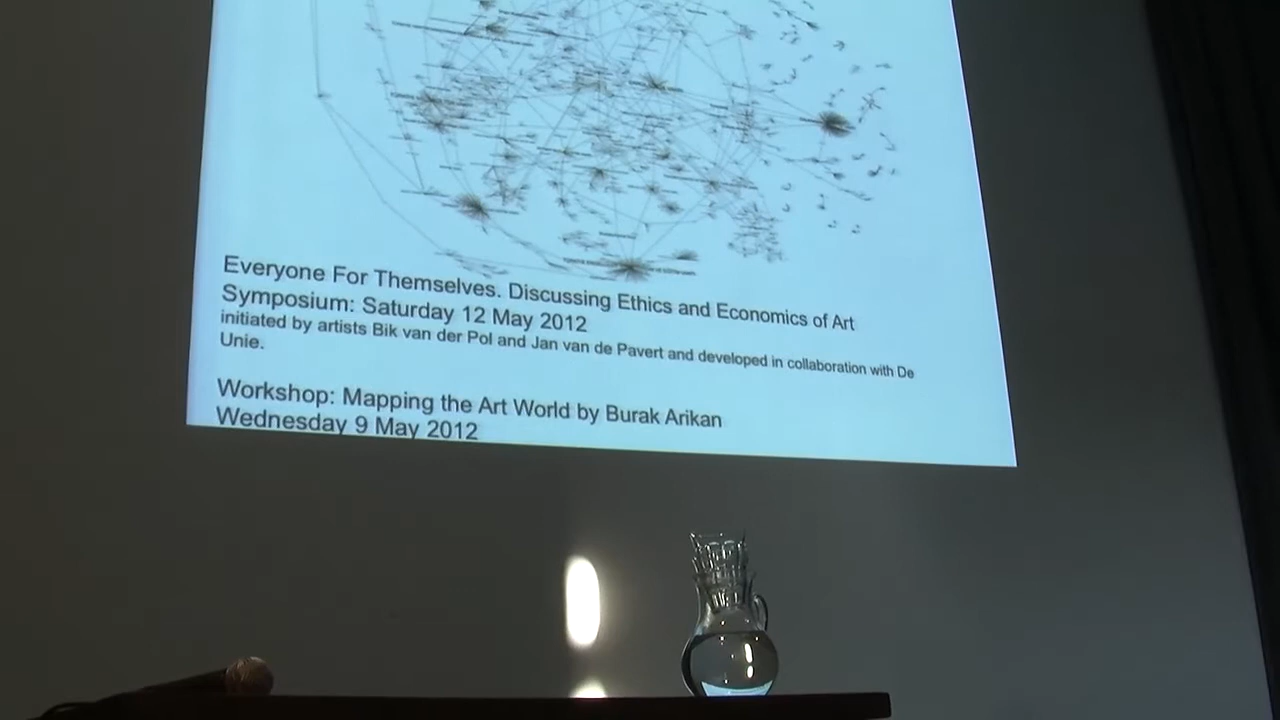 Everyone For Themselves. Discussing Ethics and Economics of Art
Symposium: Saturday 12 May 2012
initiated by artists Bik van der Pol and Jan van de Pavert and developed in collaboration with De
Unie.
Workshop: Mapping the Art World by Burak Arikan
Wednesday 9 May 2012